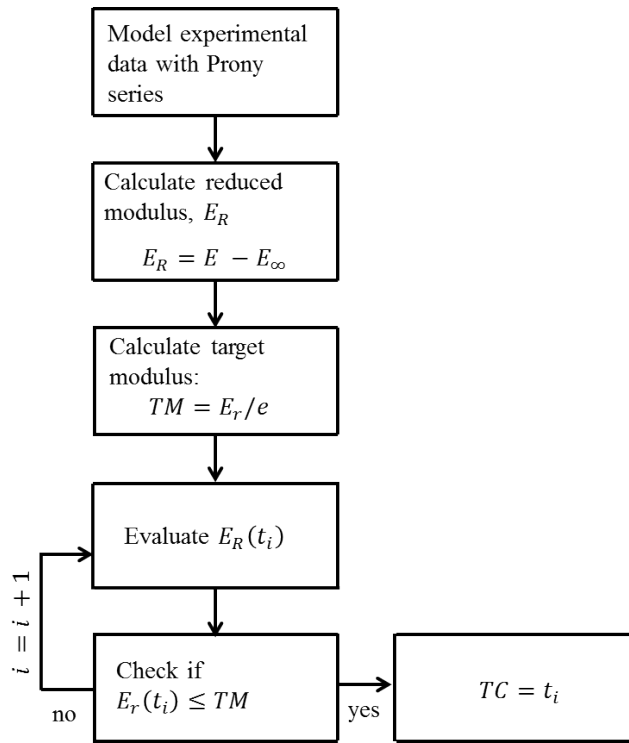 Model experimental
data with Prony
series
Calculate reduced
modulus, E_R
E_R = E − E_∞
Calculate target
modulus:
TM = E_r/e
Evaluate E_R(t_i)
i = i + 1
Check if
E_r(t_i) ≤ TM
no
yes
TC = t_i